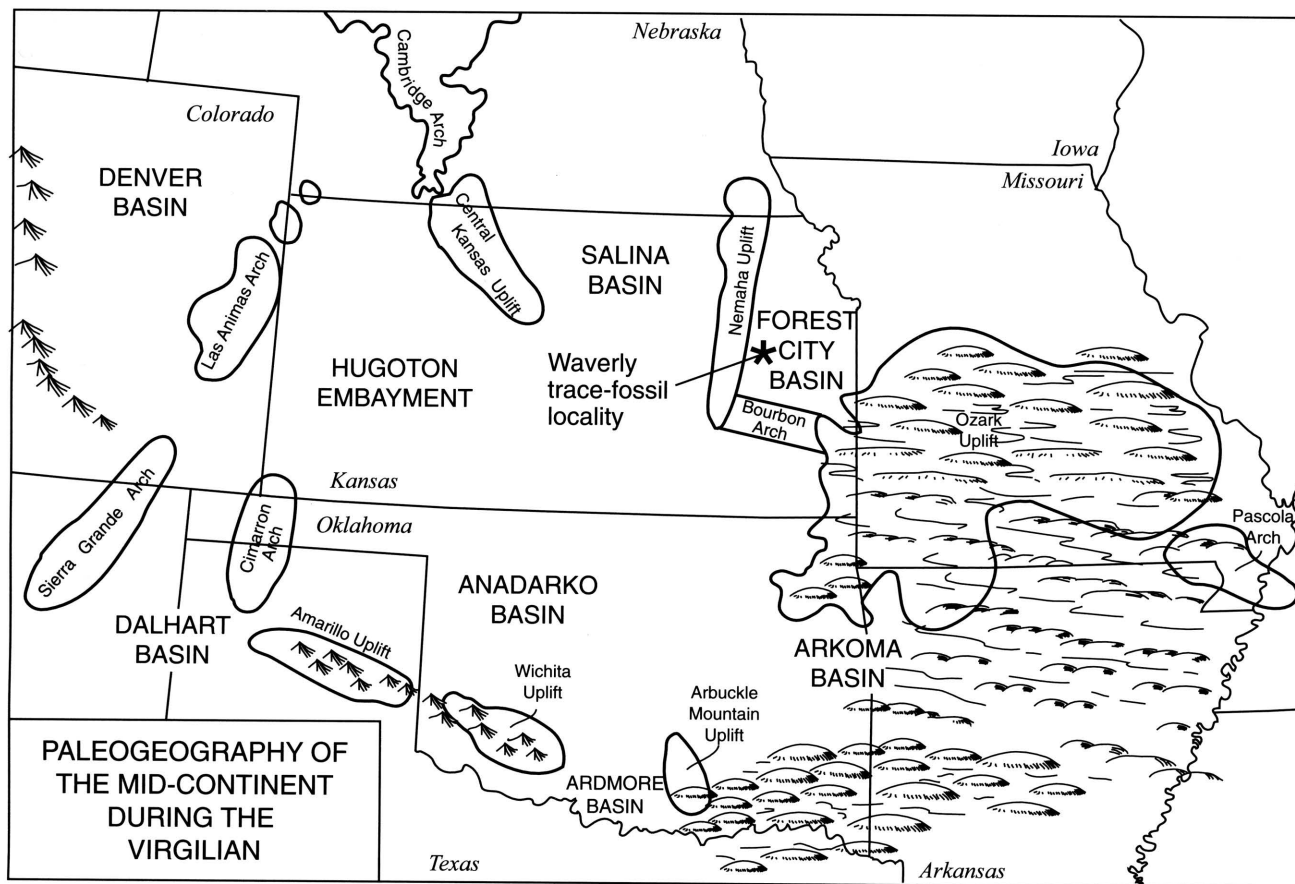 Nebraska
Cambridge Arch
Colorado
Iowa
Missouri
DENVER
BASIN
Central
Kansas Uplift
SALINA
BASIN
Nemaha Uplift
Las Animas Arch
FOREST
CITY
BASIN
HUGOTON
EMBAYMENT
Waverly
trace-fossil
locality
Bourbon
Arch
Ozark
Uplift
Kansas
Oklahoma
Sierra Grande Arch
Cimarron
Arch
Pascola
Arch
ANADARKO
BASIN
DALHART
BASIN
Amarillo Uplift
ARKOMA
BASIN
Wichita
Uplift
Arbuckle
Mountain
Uplift
ARDMORE
BASIN
PALEOGEOGRAPHY OF
THE MID-CONTINENT
DURING THE
VIRGILIAN
Texas
Arkansas